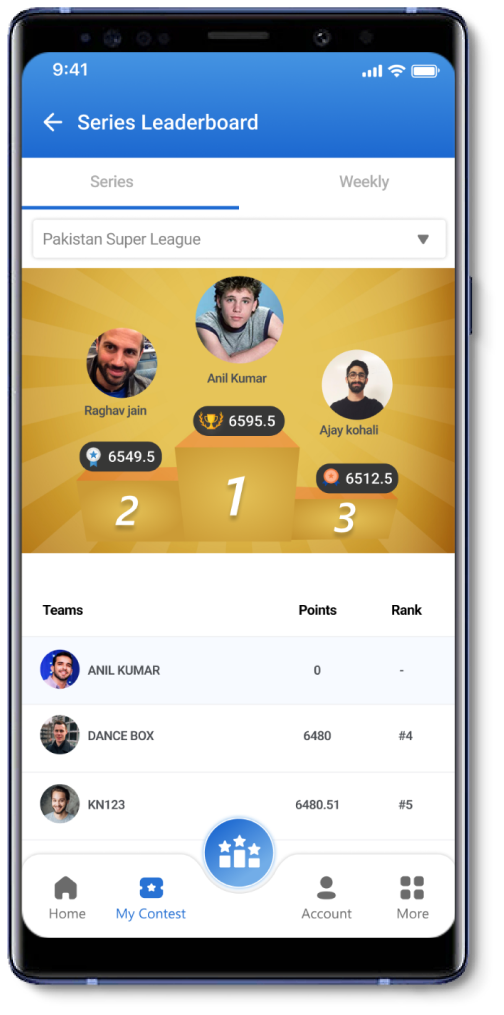 9:41
Series Leaderboard
Series Weekly
Pakistan Super League
Anil Kumar
Raghav jain
Ajay kohali
6595.5
6549.5
6512.5
1
2
3
Teams Points Rank
ANIL KUMAR 0 -
DANCE BOX 6480 #4
KN123 6480.51 #5
Home My Contest Account More